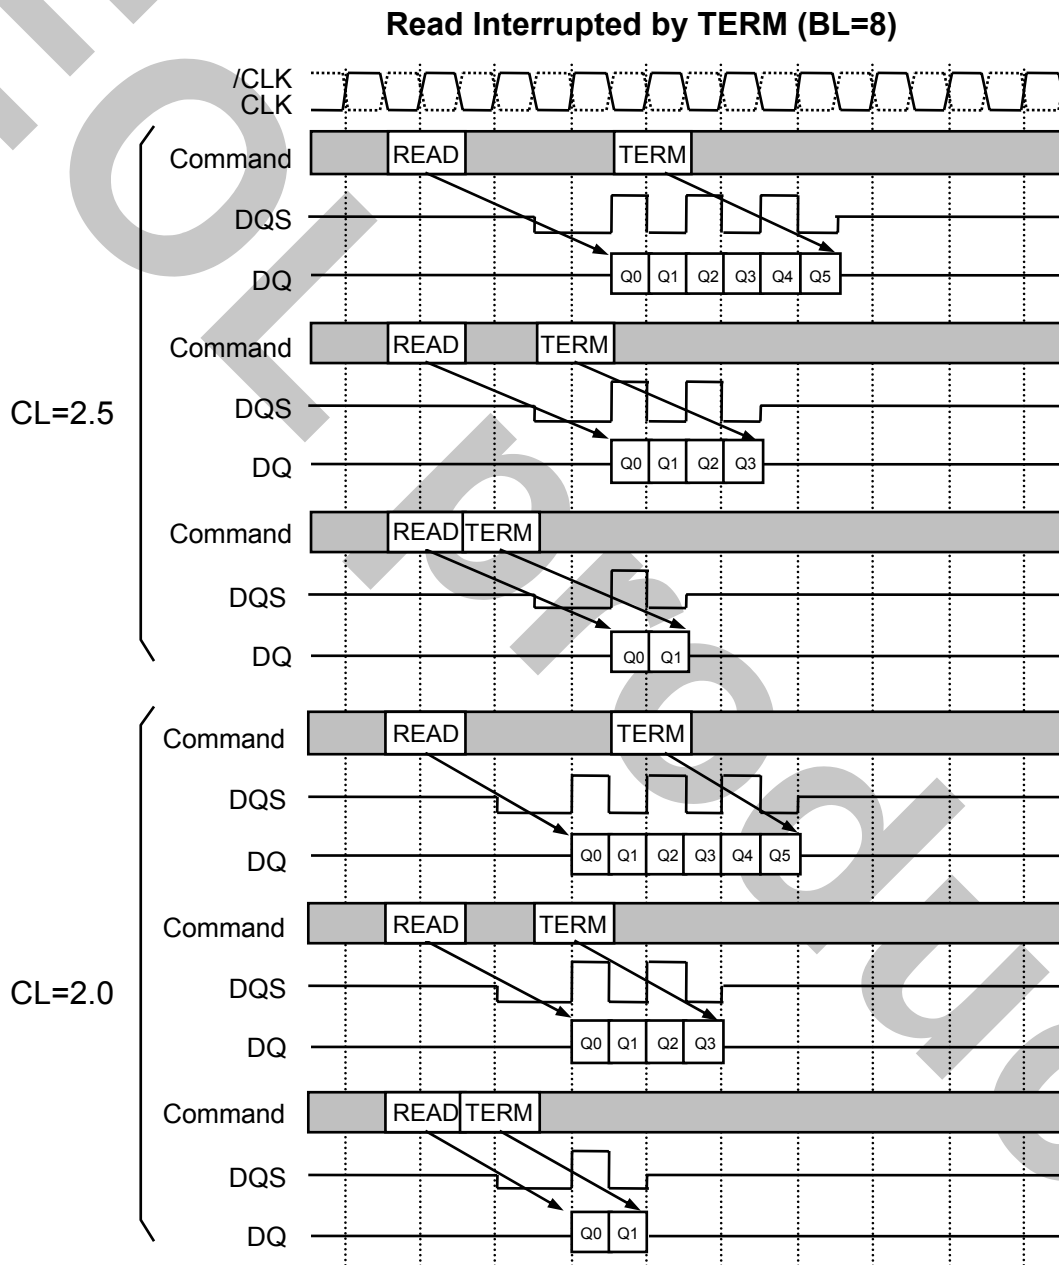 Read Interrupted by TERM (BL=8)
/CLK
CLK
Command READ TERM
DQS
DQ Q0 Q1 Q2 Q3 Q4 Q5
Command READ TERM
CL=2.5
DQS
DQ Q0 Q1 Q2 Q3
Command READ TERM
DQS
DQ Q0 Q1
Command READ TERM
DQS
DQ Q0 Q1 Q2 Q3 Q4 Q5
Command READ TERM
CL=2.0
DQS
DQ Q0 Q1 Q2 Q3
Command READ TERM
DQS
DQ Q0 Q1